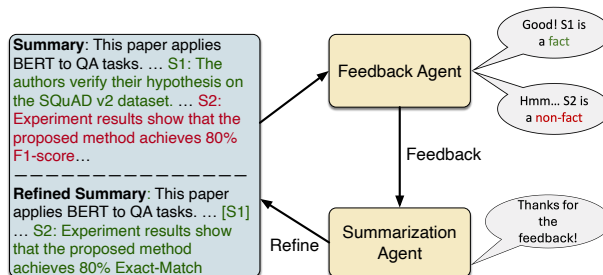 Summary: This paper applies
BERT to QA tasks. … S1: The
authors verify their hypothesis on
the SQuAD v2 dataset. … S2:
Experiment results show that the
proposed method achieves 80%
F1-score…
Refined Summary: This paper
applies BERT to QA tasks. … [S1]
… S2: Experiment results show
that the proposed method
achieves 80% Exact-Match
Feedback Agent
Good! S1 is
a fact
Hmm… S2 is
a non-fact
Feedback
Summarization
Agent
Thanks for
the
feedback!
Refine